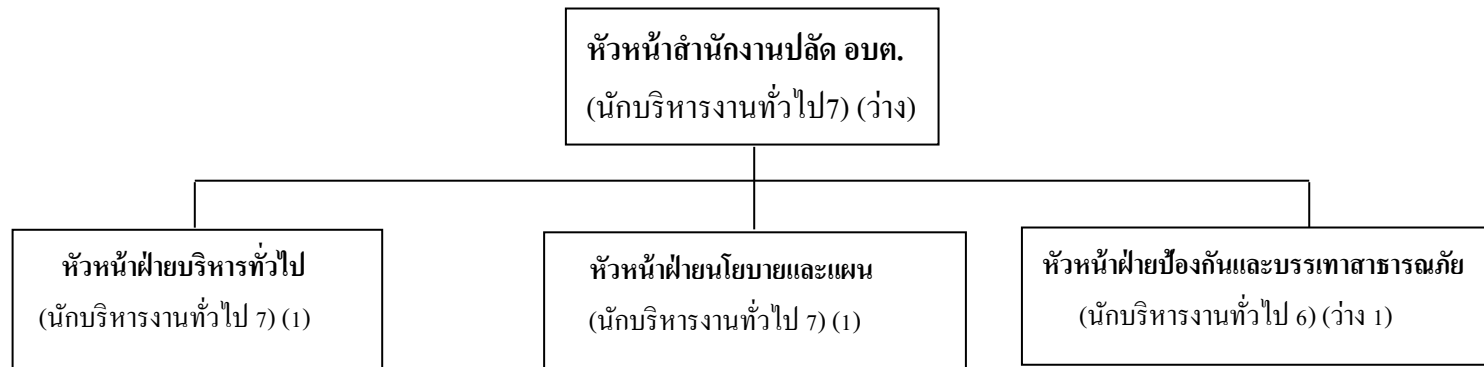 หัวหน้าสำนักงานปลัด อบต.
(นักบริหารงานทั่วไป7) (ว่าง)
หัวหน้าฝ่ายบริหารทั่วไป
(นักบริหารงานทั่วไป 7) (1)
หัวหน้าฝ่ายนโยบายและแผน
(นักบริหารงานทั่วไป 7) (1)
หัวหน้าฝ่ายป้องกันและบรรเทาสาธารณภัย
(นักบริหารงานทั่วไป 6) (ว่าง 1)